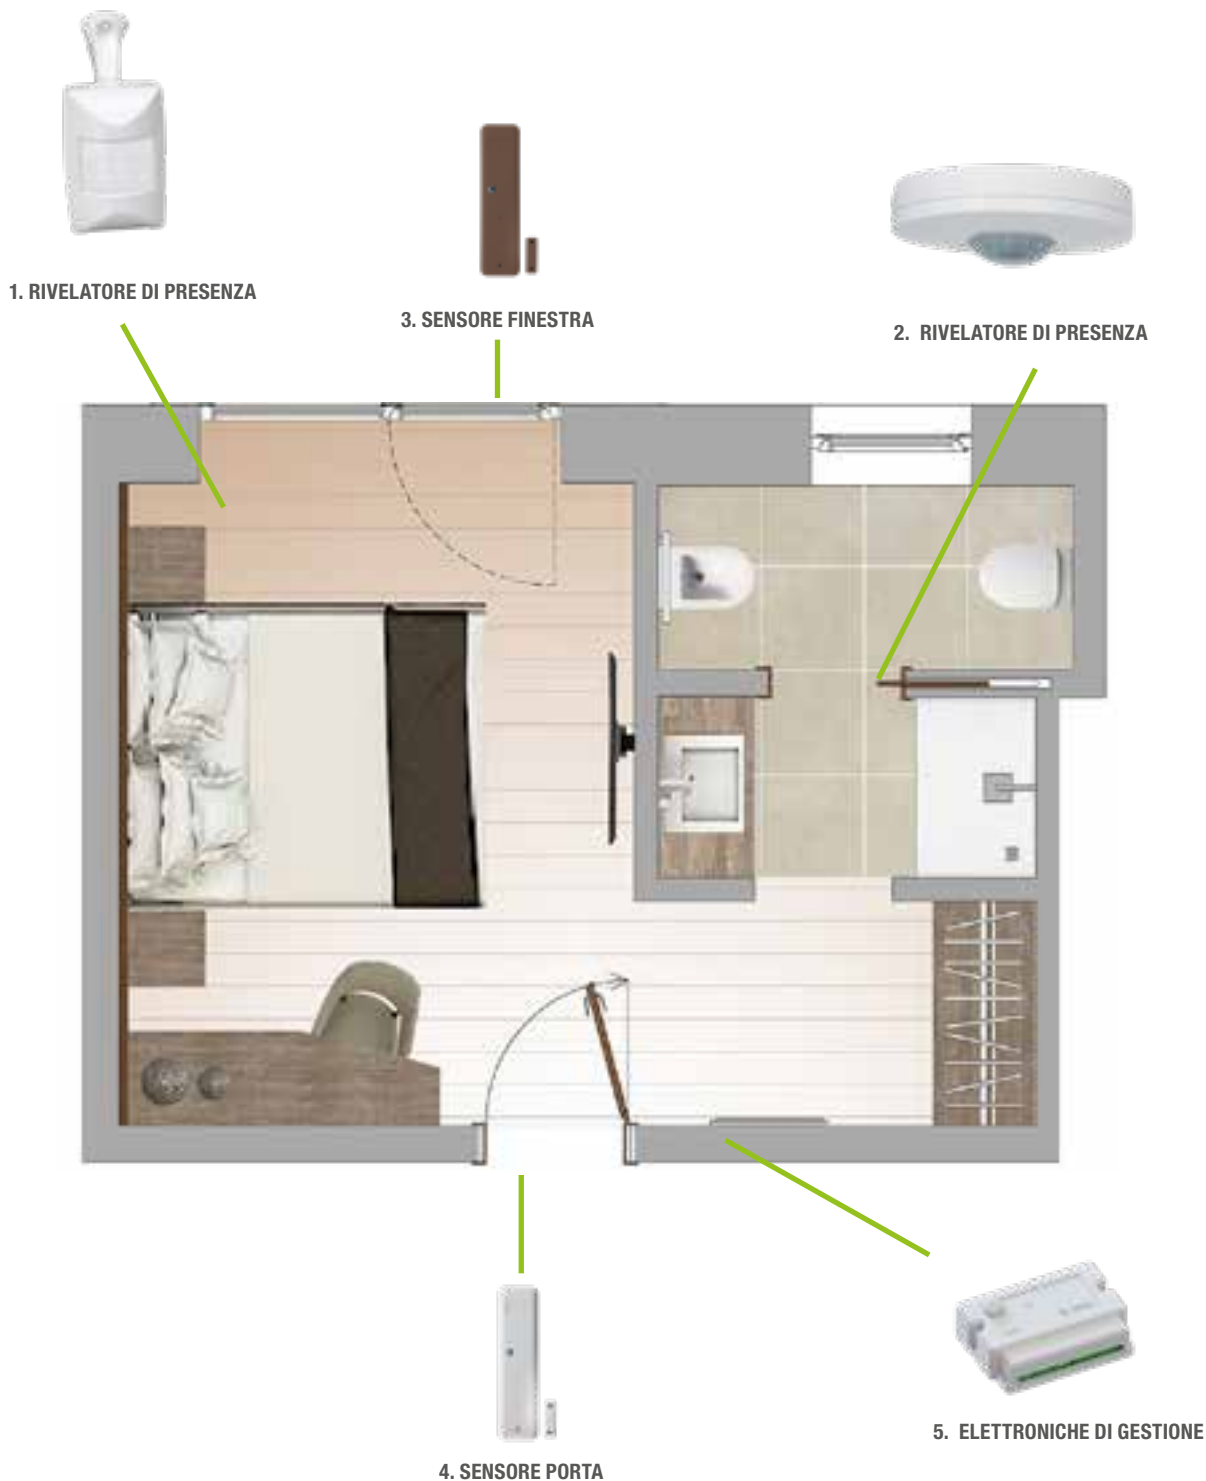 1. RIVELATORE DI PRESENZA
3. SENSORE FINESTRA
2. RIVELATORE DI PRESENZA
5. ELETTRONICHE DI GESTIONE
4. SENSORE PORTA